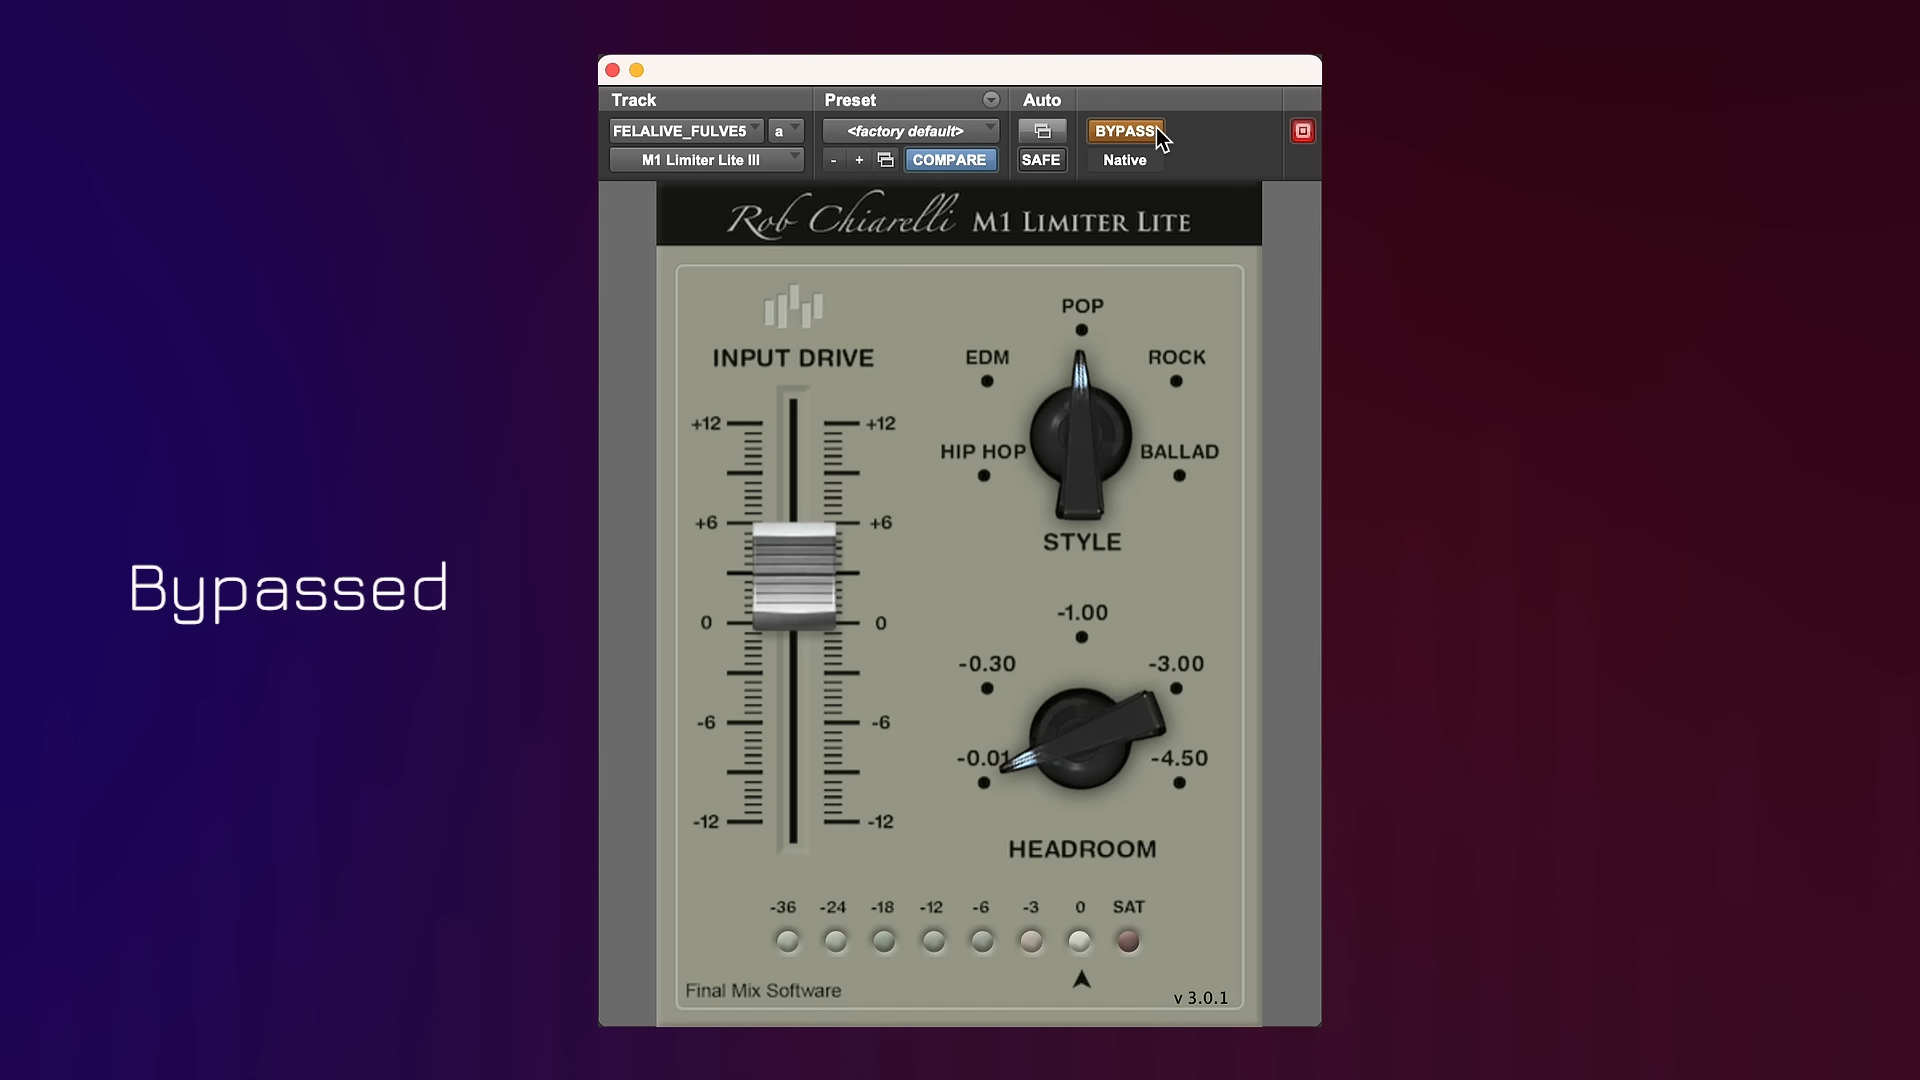 Track
Preset
Auto
FELALIVE_FULVE5 a
<factory default>
BYPASS
M1 Limiter Lite III
- +
COMPARE
SAFE
Native
Rob Chiarelli M1 LIMITER LITE
INPUT DRIVE
+12 +12
+6 +6
0 0
-6 -6
-12 -12
POP
EDM ROCK
HIP HOP BALLAD
STYLE
-1.00
-0.30 -3.00
-0.01 -4.50
HEADROOM
Bypassed
-36 -24 -18 -12 -6 -3 0 SAT
Final Mix Software
v 3.0.1